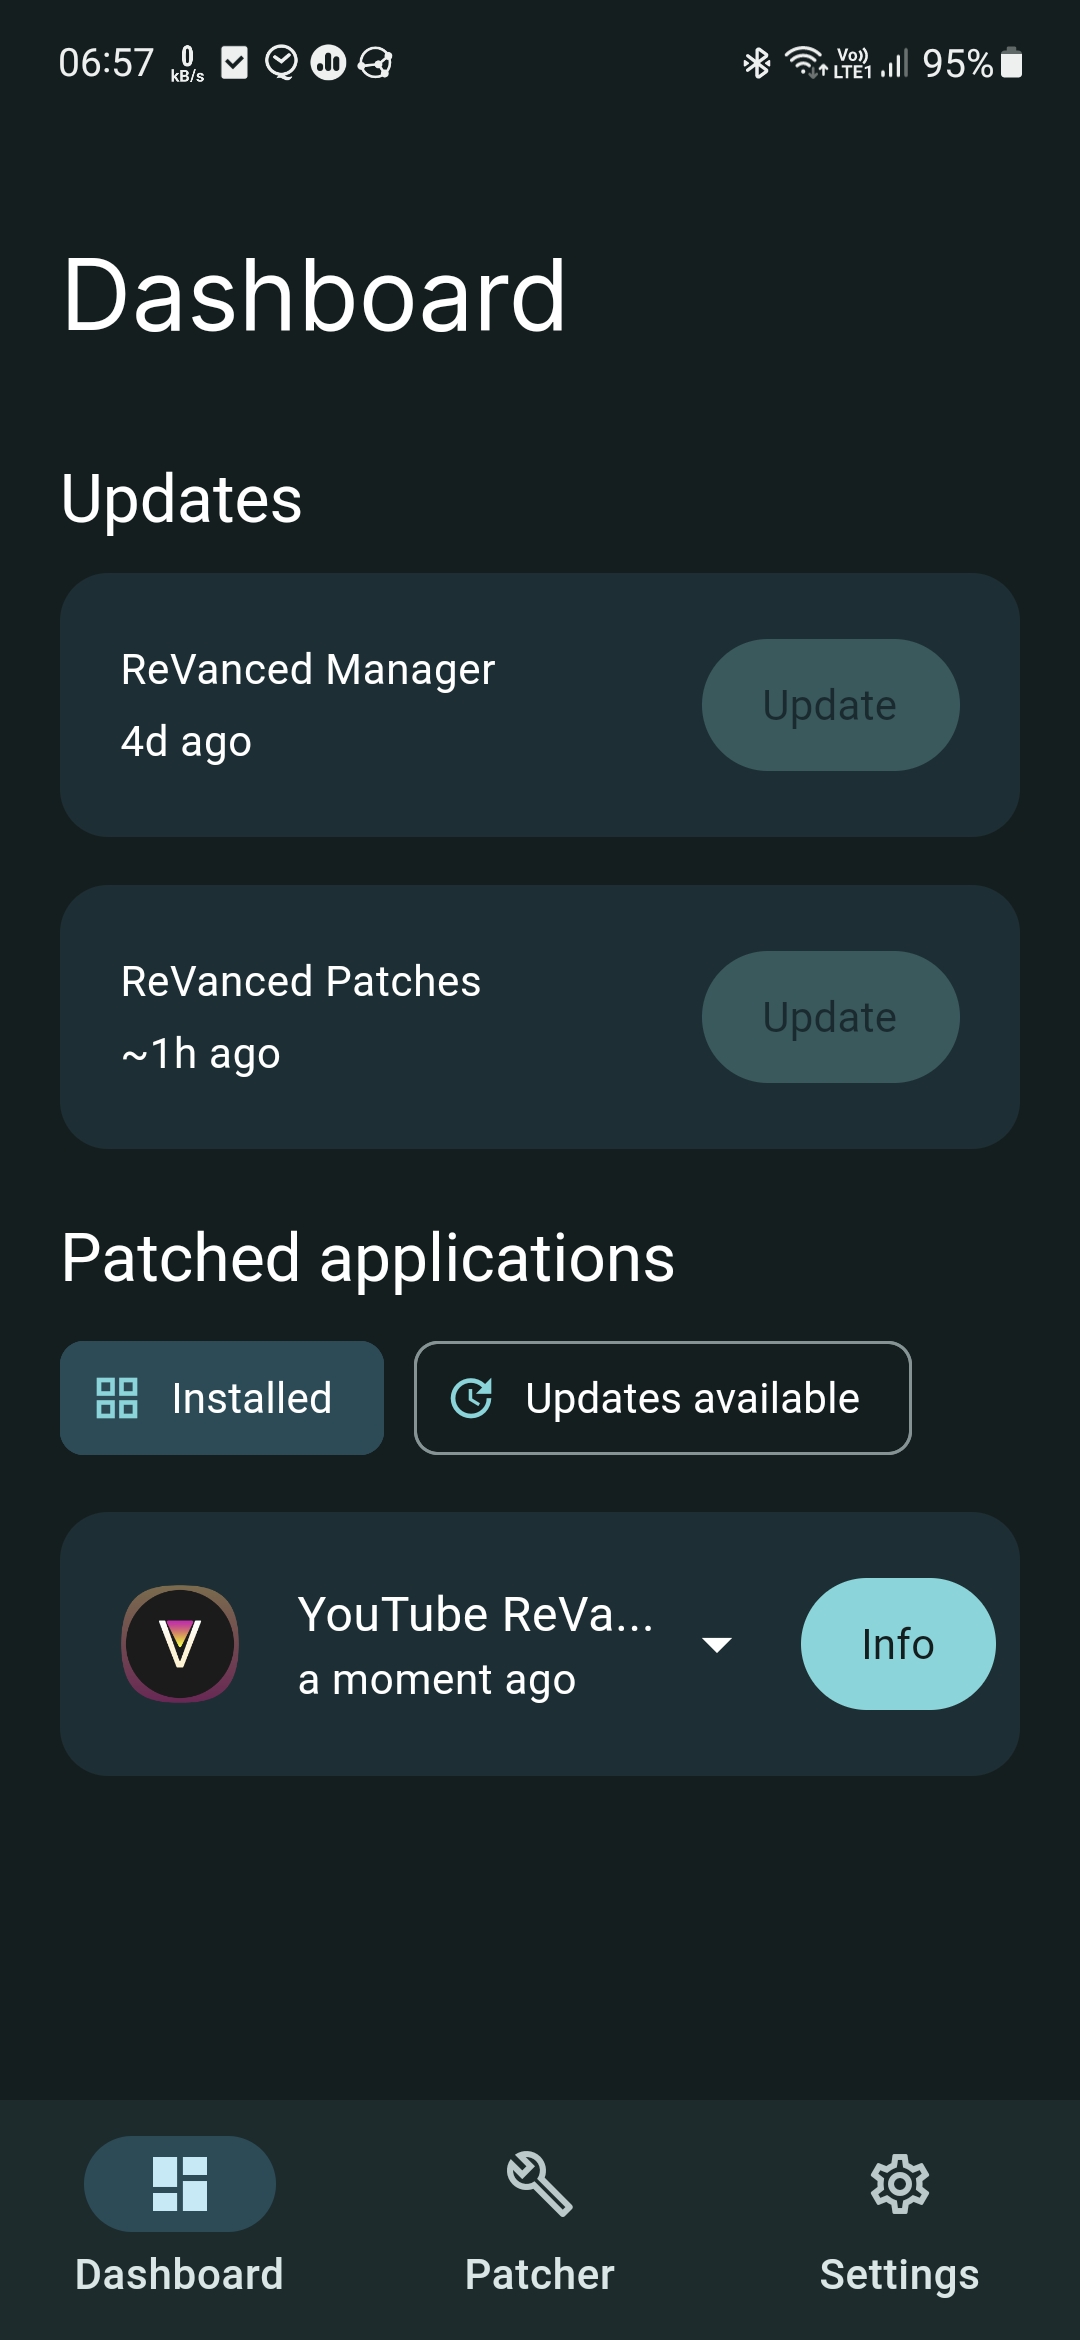 06:57 0 kB/s Vo)) LTE1 95%
Dashboard
Updates
ReVanced Manager
4d ago
Update
ReVanced Patches
~1h ago
Update
Patched applications
Installed
Updates available
YouTube ReVa...
a moment ago
Info
Dashboard
Patcher
Settings